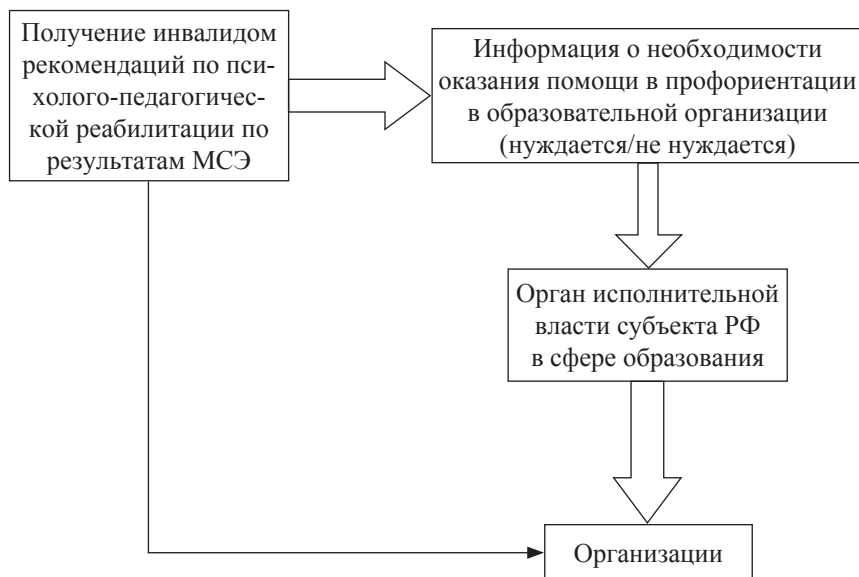 Получение инвалидом
рекомендаций по пси-
холого-педагогичес-
кой реабилитации по
результатам МСЭ
Информация о необходимости
оказания помощи в профориентации
в образовательной организации
(нуждается/не нуждается)
Орган исполнительной
власти субъекта РФ
в сфере образования
Организации